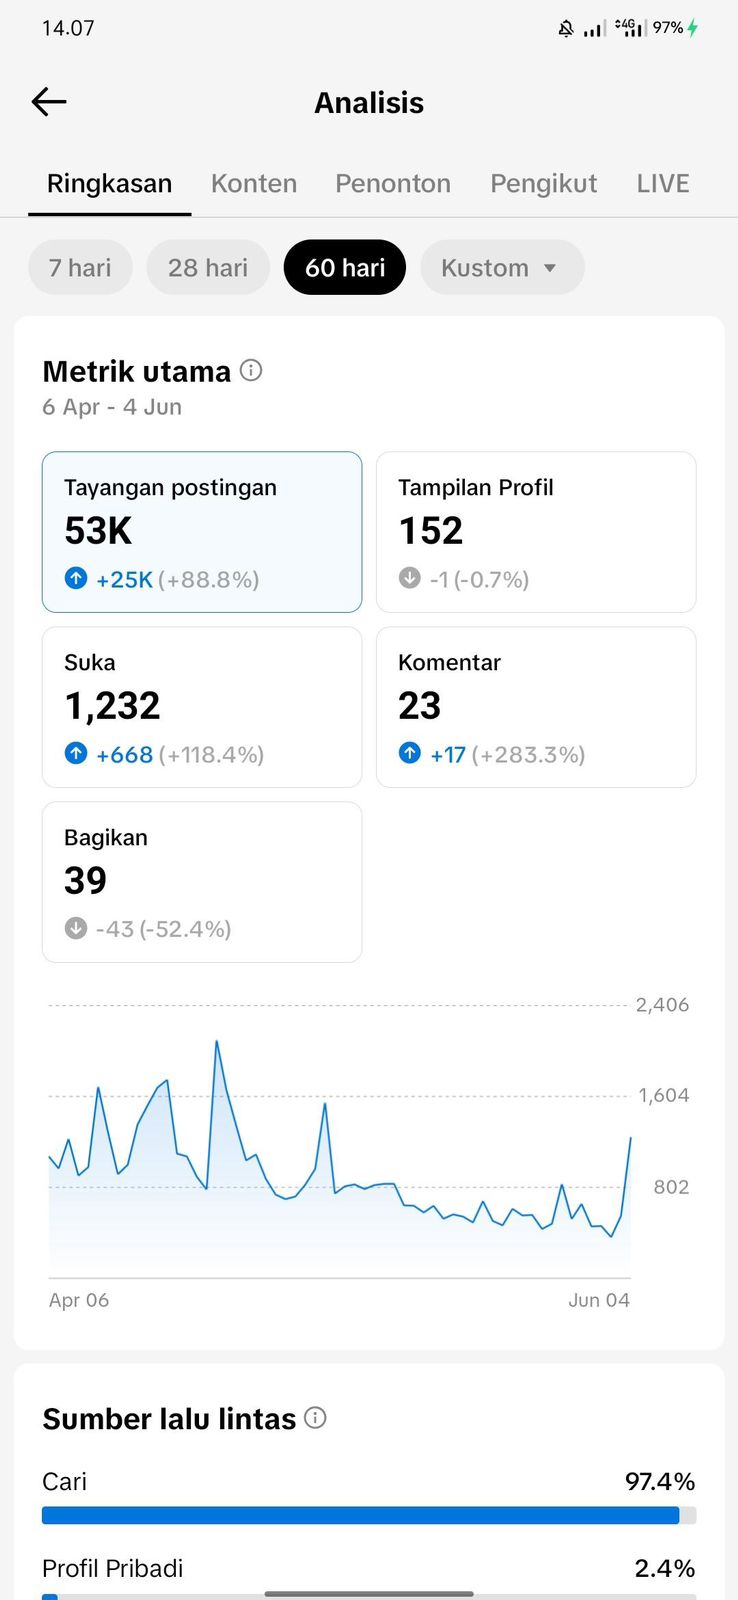 14.07
4G 97%
Analisis
Ringkasan Konten Penonton Pengikut LIVE
7 hari 28 hari 60 hari Kustom
Metrik utama
6 Apr - 4 Jun
Tayangan postingan
53K
+25K (+88.8%)
Tampilan Profil
152
-1 (-0.7%)
Suka
1,232
+668 (+118.4%)
Komentar
23
+17 (+283.3%)
Bagikan
39
-43 (-52.4%)
2,406
1,604
802
Apr 06 Jun 04
Sumber lalu lintas
Cari 97.4%
Profil Pribadi 2.4%